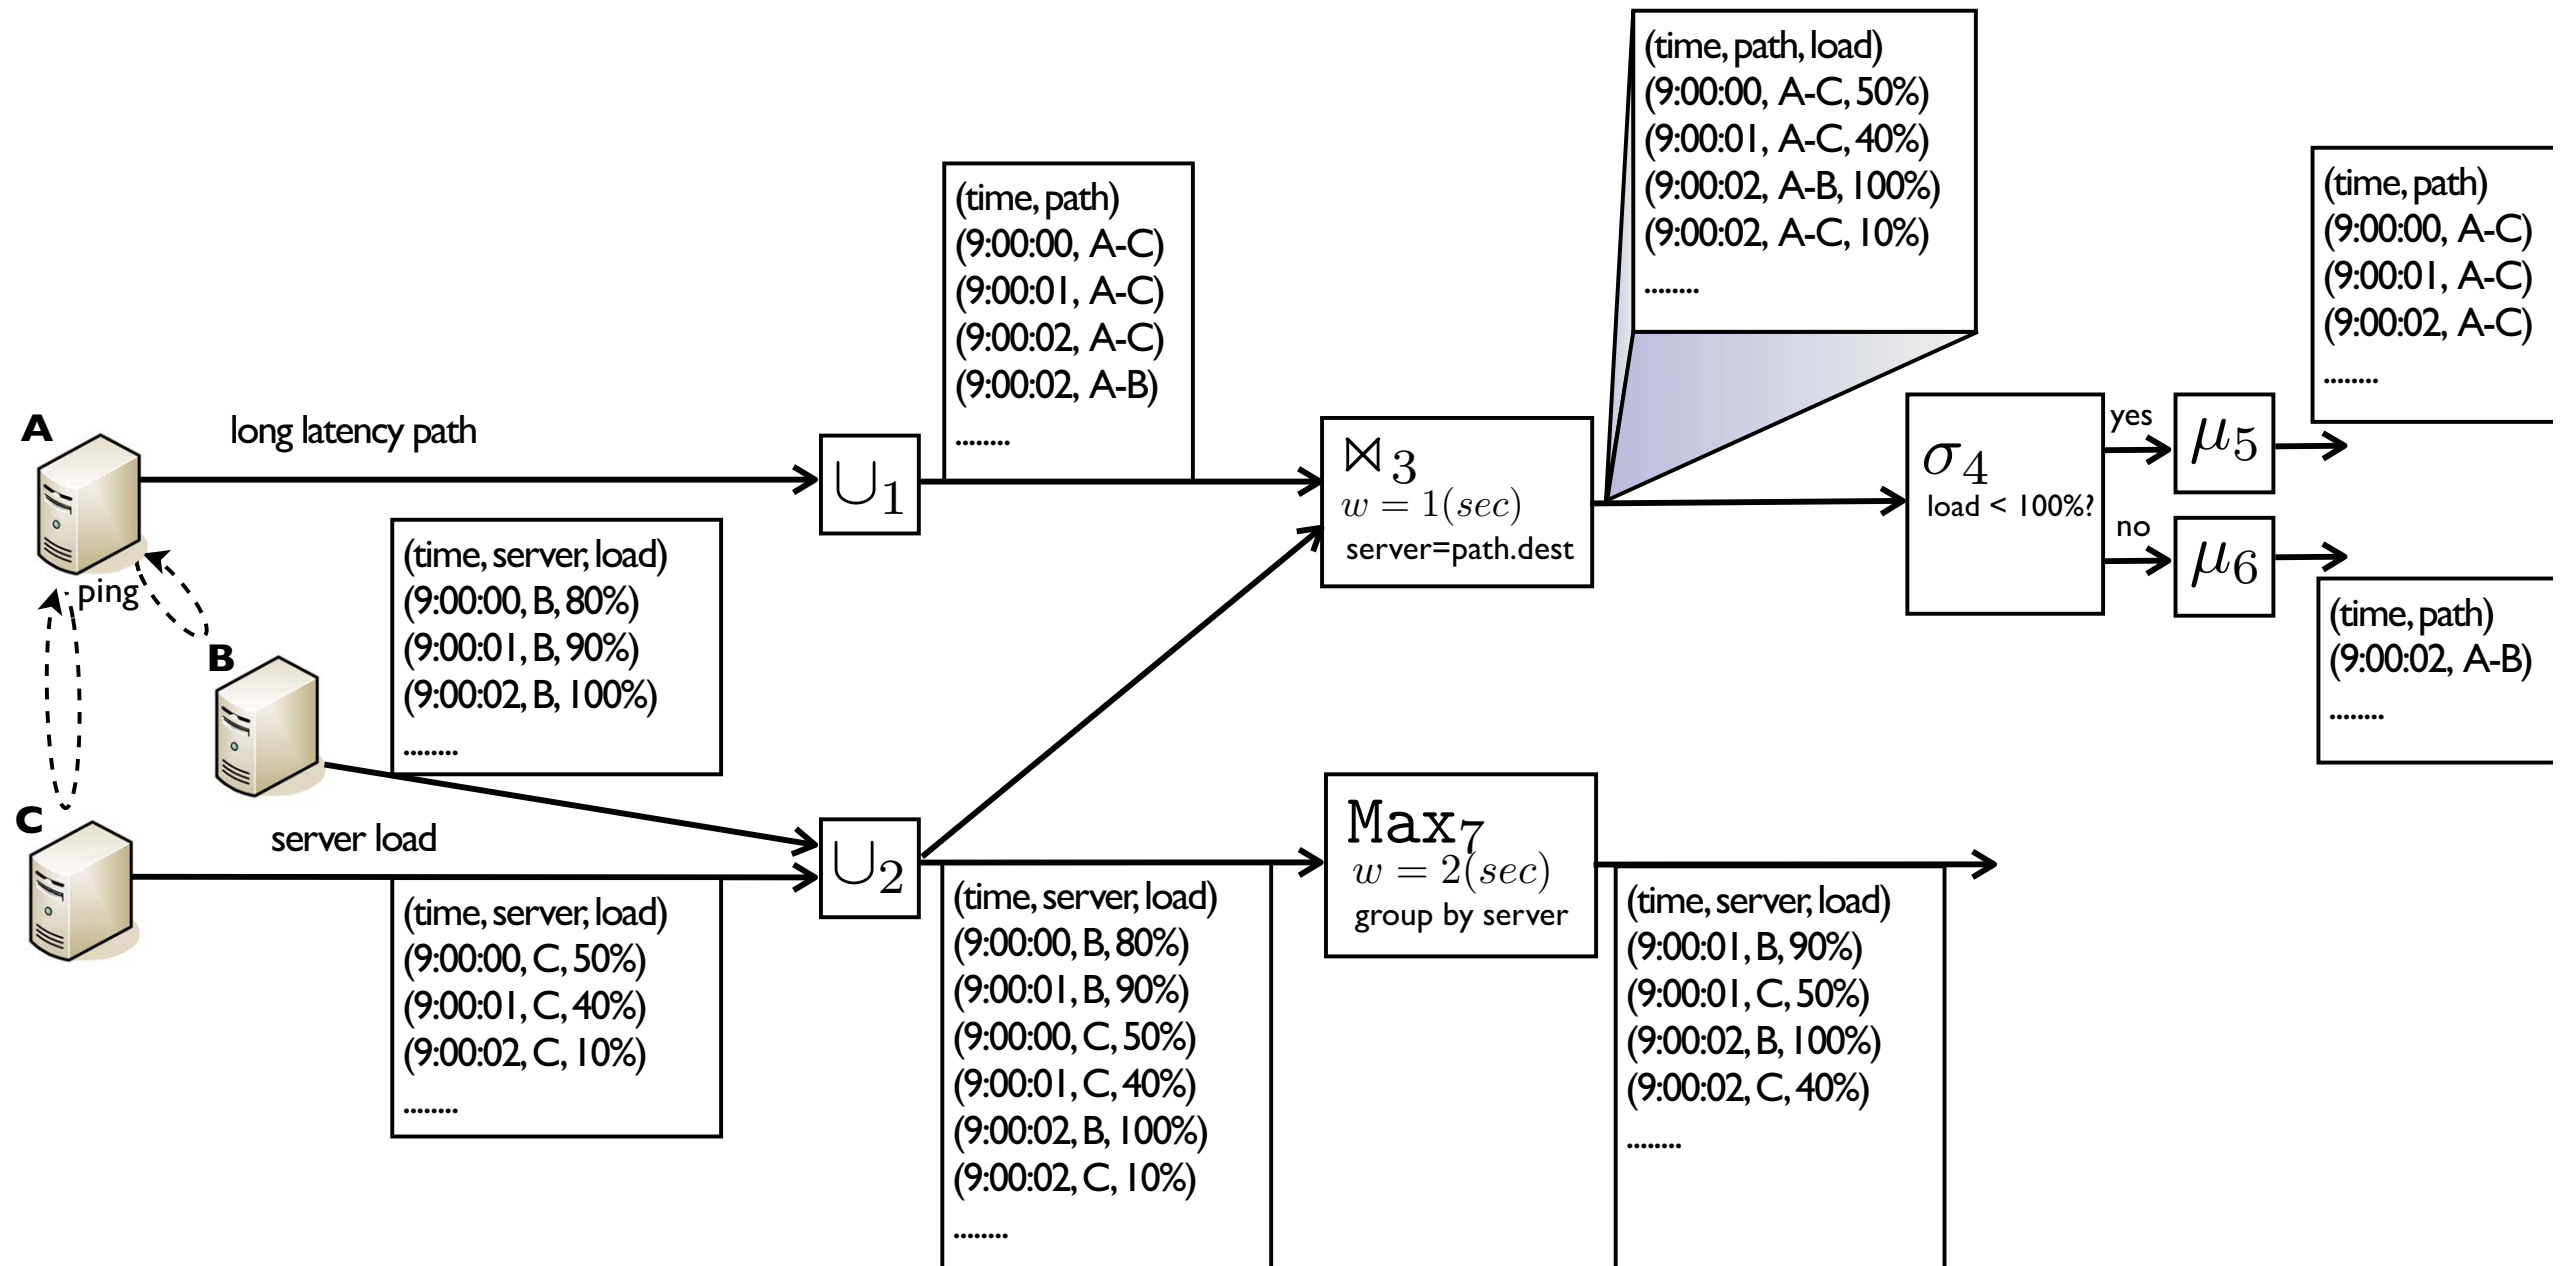 (time, path, load)
(9:00:00, A-C, 50%)
(9:00:01, A-C, 40%)
(9:00:02, A-B, 100%)
(9:00:02, A-C, 10%)
........
(time, path)
(9:00:00, A-C)
(9:00:01, A-C)
(9:00:02, A-C)
(9:00:02, A-B)
........
(time, path)
(9:00:00, A-C)
(9:00:01, A-C)
(9:00:02, A-C)
........
A
long latency path
∪1
⋈3
w = 1(sec)
server=path.dest
σ4
load < 100%?
yes
μ5
no
μ6
(time, path)
(9:00:02, A-B)
........
ping
(time, server, load)
(9:00:00, B, 80%)
(9:00:01, B, 90%)
(9:00:02, B, 100%)
........
B
C
server load
∪2
Max7
w = 2(sec)
group by server
(time, server, load)
(9:00:00, C, 50%)
(9:00:01, C, 40%)
(9:00:02, C, 10%)
........
(time, server, load)
(9:00:00, B, 80%)
(9:00:01, B, 90%)
(9:00:00, C, 50%)
(9:00:01, C, 40%)
(9:00:02, B, 100%)
(9:00:02, C, 10%)
........
(time, server, load)
(9:00:01, B, 90%)
(9:00:01, C, 50%)
(9:00:02, B, 100%)
(9:00:02, C, 40%)
........